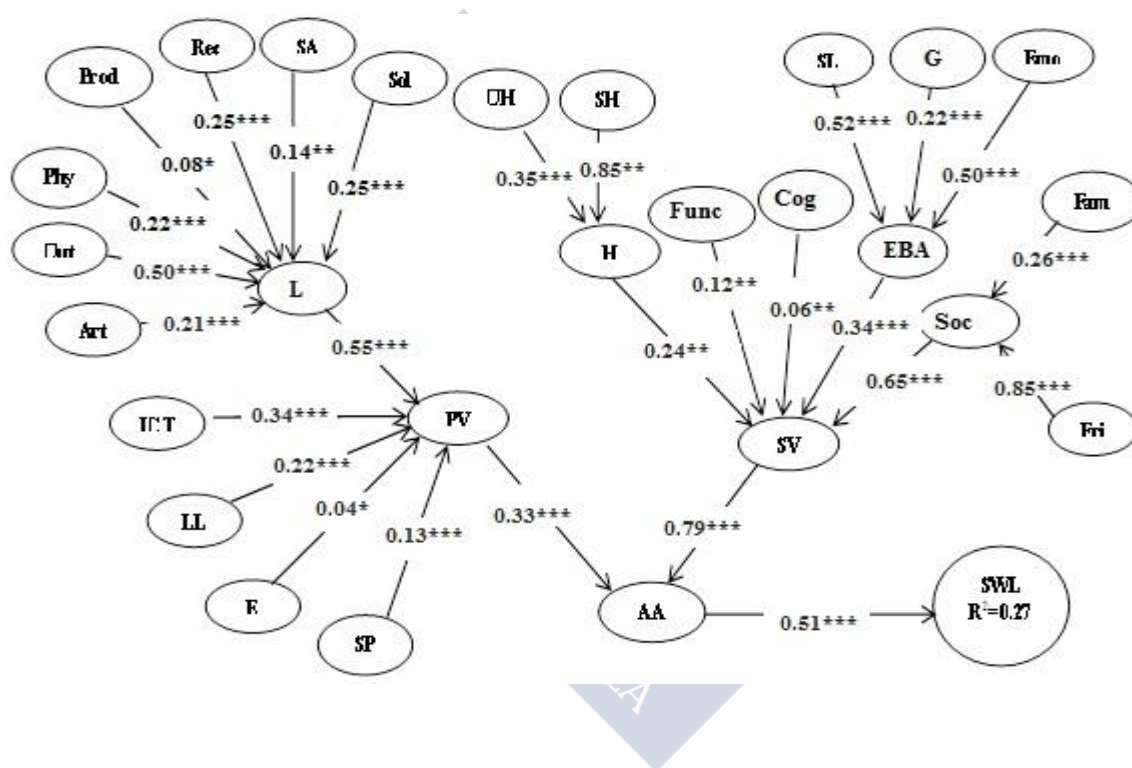 Rec
SA
Prod
Sol
UH
SH
SL
G
Emo
0.25***
0.14**
0.08*
0.25***
0.35***
0.85**
0.52***
0.22***
0.50***
Phy
0.22***
Out
0.50***
Art
0.21***
L
H
Func
Cog
EBA
Fam
0.26***
Soc
0.12**
0.06**
0.34***
0.24**
0.65***
0.85***
Fri
0.55***
0.34***
PV
SV
LL
0.22***
0.04*
0.13***
0.33***
0.79***
E
SP
AA
0.51***
SWL
R²=0.27